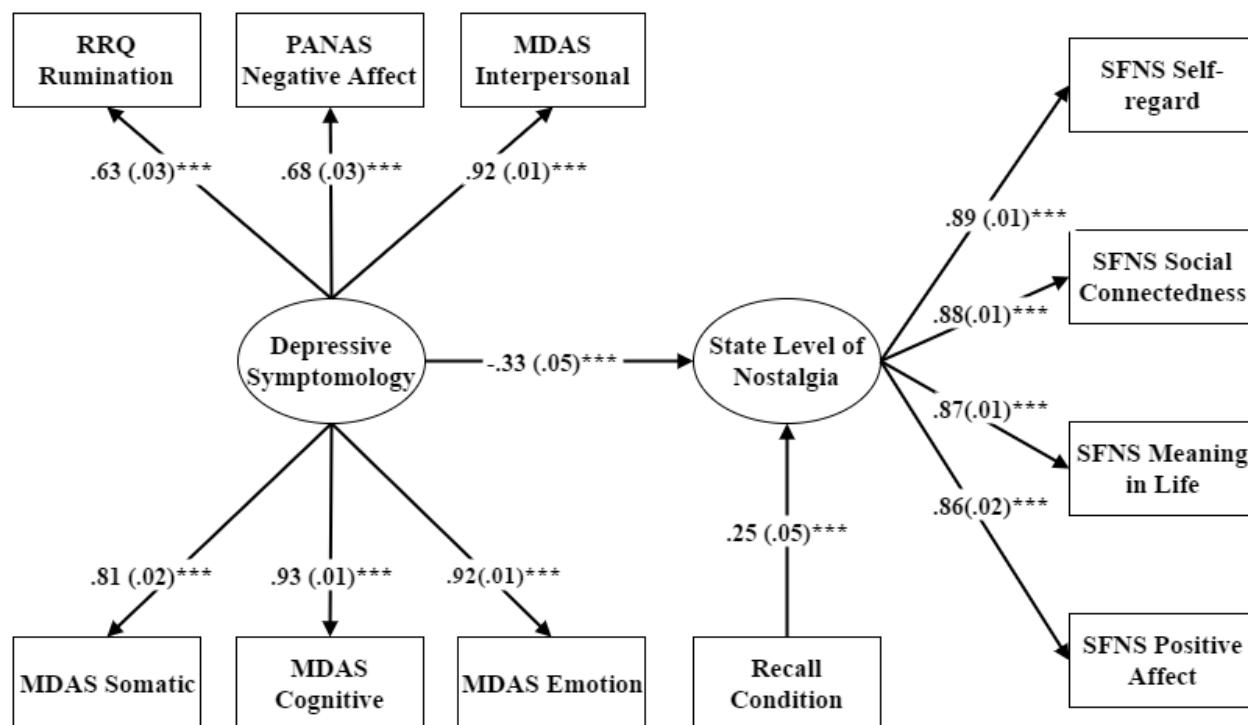 RRQ
Rumination
PANAS
Negative Affect
MDAS
Interpersonal
SFNS Self-
regard
.63 (.03)***
.68 (.03)***
.92 (.01)***
.89 (.01)***
SFNS Social
Connectedness
.88(.01)***
Depressive
Symptomology
-.33 (.05)***
State Level of
Nostalgia
.87(.01)***
SFNS Meaning
in Life
.86(.02)***
.25 (.05)***
.81 (.02)***
.93 (.01)***
.92(.01)***
MDAS Somatic
MDAS
Cognitive
MDAS Emotion
Recall
Condition
SFNS Positive
Affect